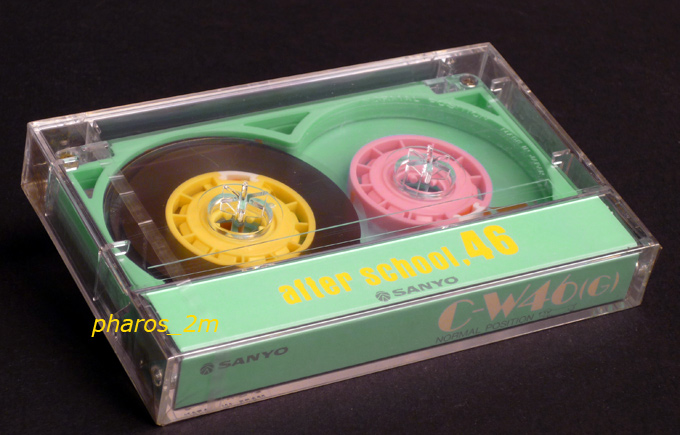 after school.46
SANYO
C-W46(G)
NORMAL POSITION
pharos_2m
SANYO